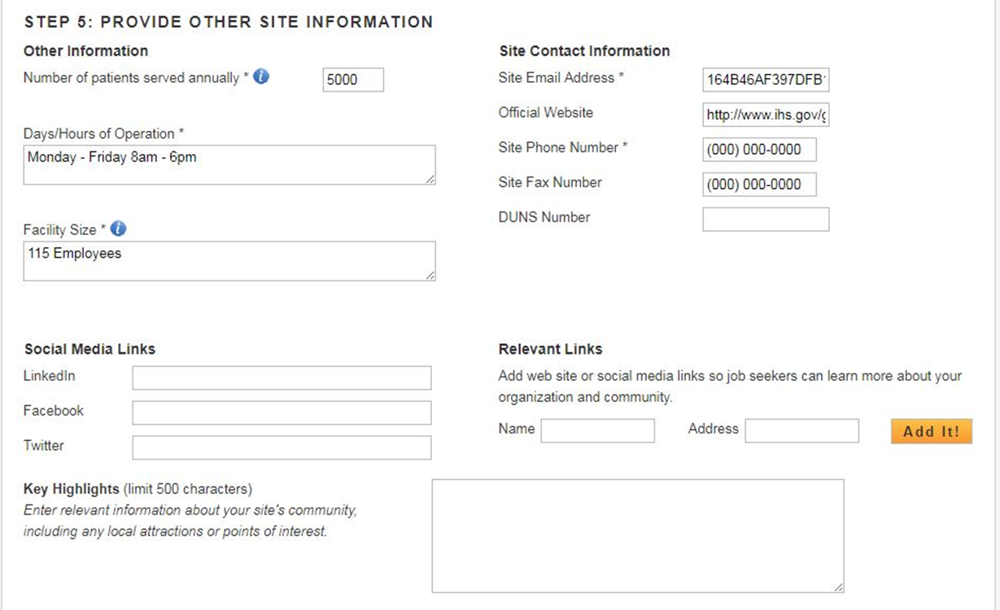 STEP 5: PROVIDE OTHER SITE INFORMATION
Other Information
Number of patients served annually * i
5000
Days/Hours of Operation *
Monday - Friday 8am - 6pm
Facility Size * i
115 Employees
Site Contact Information
Site Email Address * 164B46AF397DFB
Official Website http://www.ihs.gov/g
Site Phone Number * (000) 000-0000
Site Fax Number (000) 000-0000
DUNS Number
Social Media Links
LinkedIn
Facebook
Twitter
Relevant Links
Add web site or social media links so job seekers can learn more about your
organization and community.
Name Address Add It!
Key Highlights (limit 500 characters)
Enter relevant information about your site's community,
including any local attractions or points of interest.